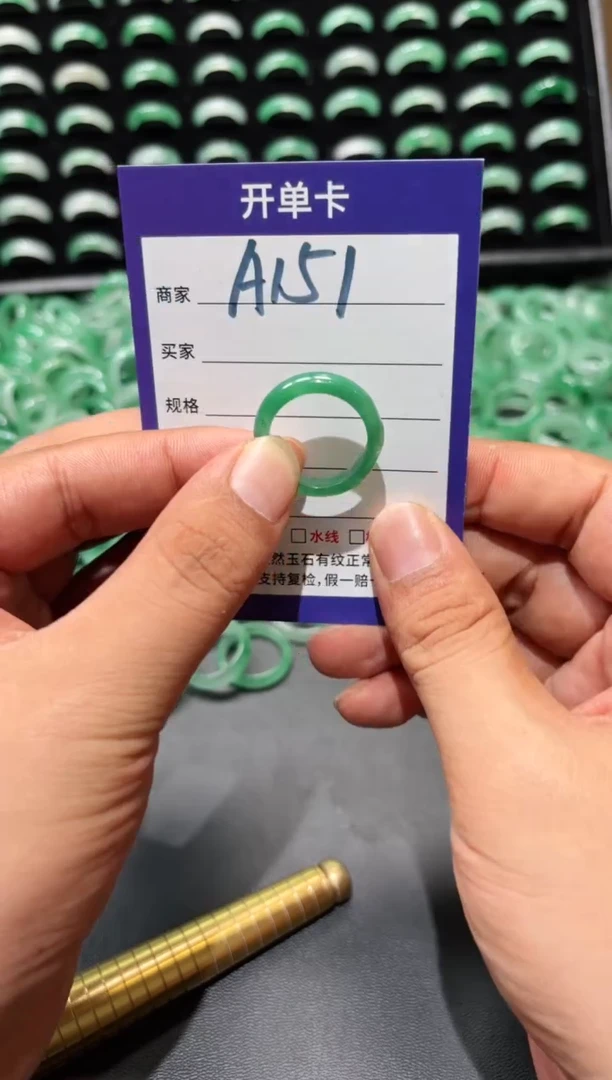 开单卡
商家 A151
买家
规格
水线
然玉石有纹正常
支持复检,假一赔